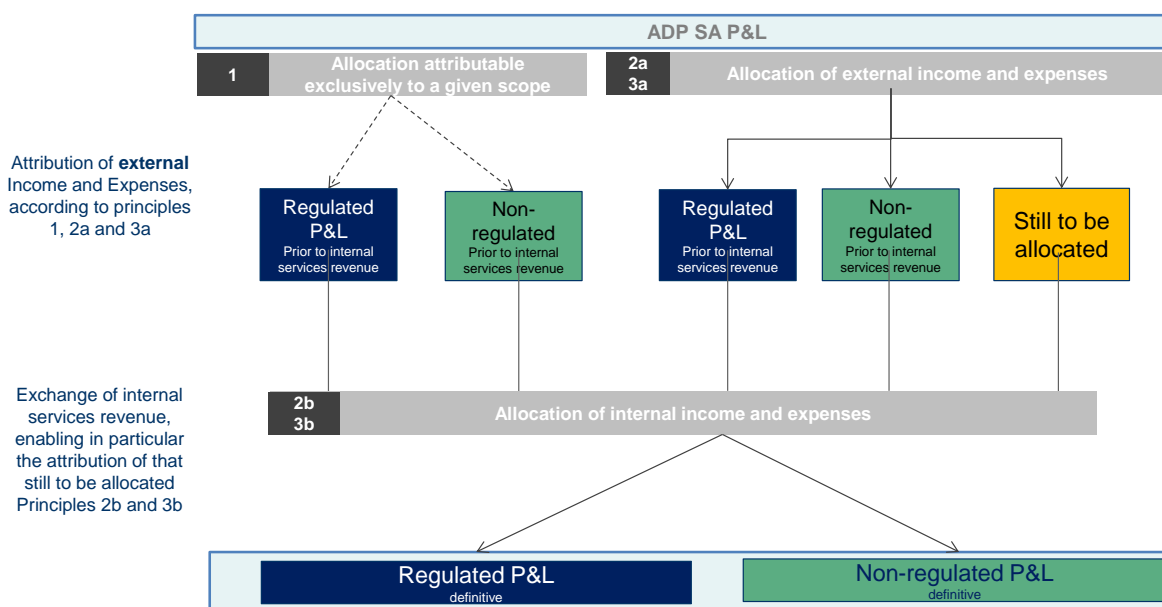 ADP SA P&L
1
Allocation attributable
exclusively to a given scope
2a
3a
Allocation of external income and expenses
Attribution of external
Income and Expenses,
according to principles
1, 2a and 3a
Regulated
P&L
Prior to internal
services revenue
Non-
regulated
Prior to internal
services revenue
Regulated
P&L
Prior to internal
services revenue
Non-
regulated
Prior to internal
services revenue
Still to be
allocated
Exchange of internal
services revenue,
enabling in particular
the attribution of that
still to be allocated
Principles 2b and 3b
2b
3b
Allocation of internal income and expenses
Regulated P&L
definitive
Non-regulated P&L
definitive